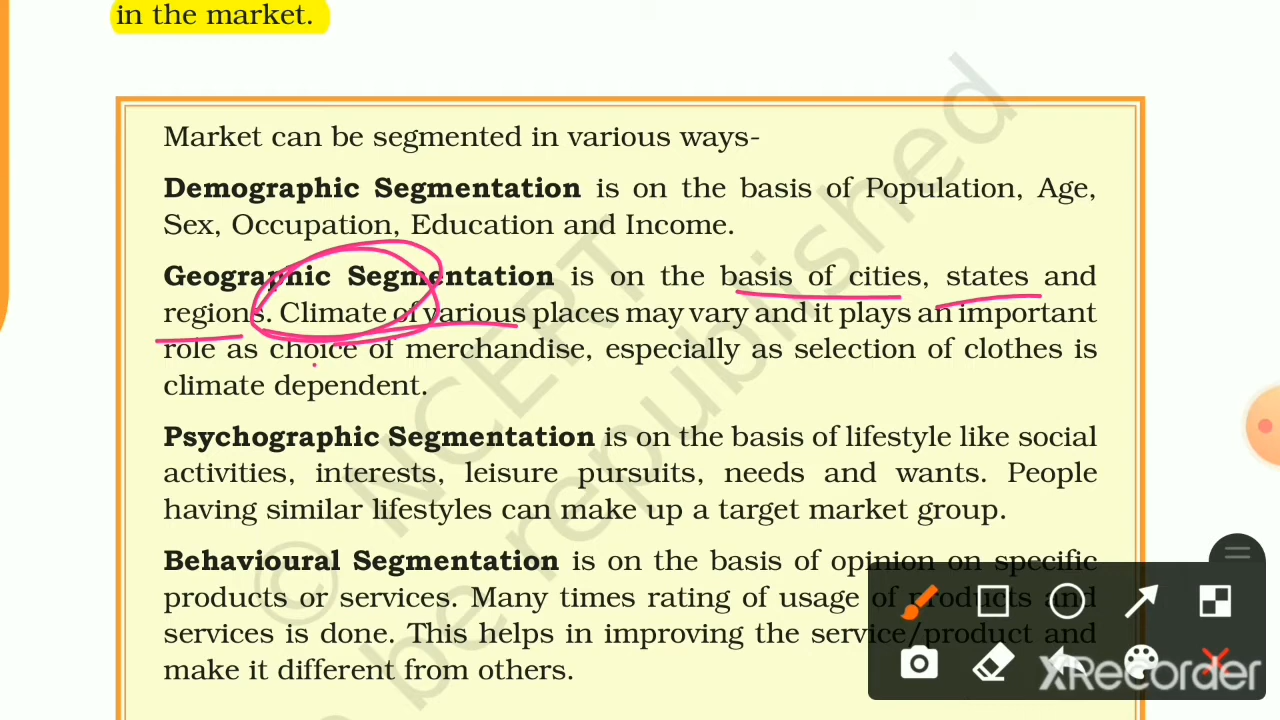 in the market.
Market can be segmented in various ways-
Demographic Segmentation is on the basis of Population, Age,
Sex, Occupation, Education and Income.
Geographic Segmentation is on the basis of cities, states and
regions. Climate of various places may vary and it plays an important
role as choice of merchandise, especially as selection of clothes is
climate dependent.
Psychographic Segmentation is on the basis of lifestyle like social
activities, interests, leisure pursuits, needs and wants. People
having similar lifestyles can make up a target market group.
Behavioural Segmentation is on the basis of opinion on specific
products or services. Many times rating of usage of products and
services is done. This helps in improving the service/product and
make it different from others.
© NCERT
be republished
XRecorder